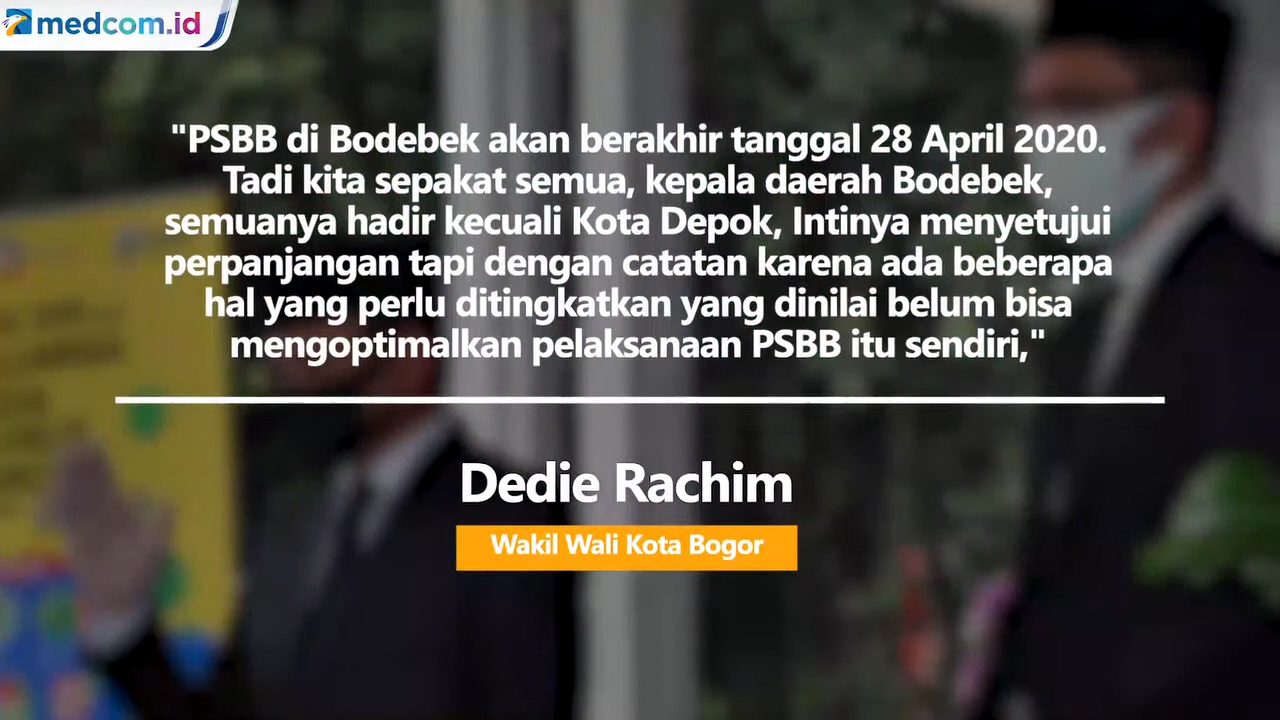 medcom.id
"PSBB di Bodebek akan berakhir tanggal 28 April 2020.
Tadi kita sepakat semua, kepala daerah Bodebek,
semuanya hadir kecuali Kota Depok, Intinya menyetujui
perpanjangan tapi dengan catatan karena ada beberapa
hal yang perlu ditingkatkan yang dinilai belum bisa
mengoptimalkan pelaksanaan PSBB itu sendiri,"
Dedie Rachim
Wakil Wali Kota Bogor